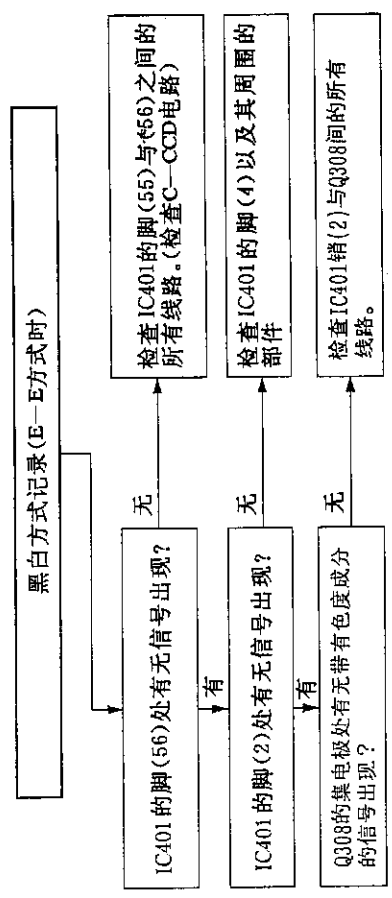 黑白方式记录(E—E方式时)
IC401的脚(56)处有无信号出现?
无
检查IC401的脚(55)与(56)之间的
所有线路。(检查C—CCD电路)
有
IC401的脚(2)处有无信号出现?
无
检查IC401的脚(4)以及其周围的
部件
有
Q308的集电极处有无带有色度成分
的信号出现?
无
检查IC401销(2)与Q308间的所有
线路。